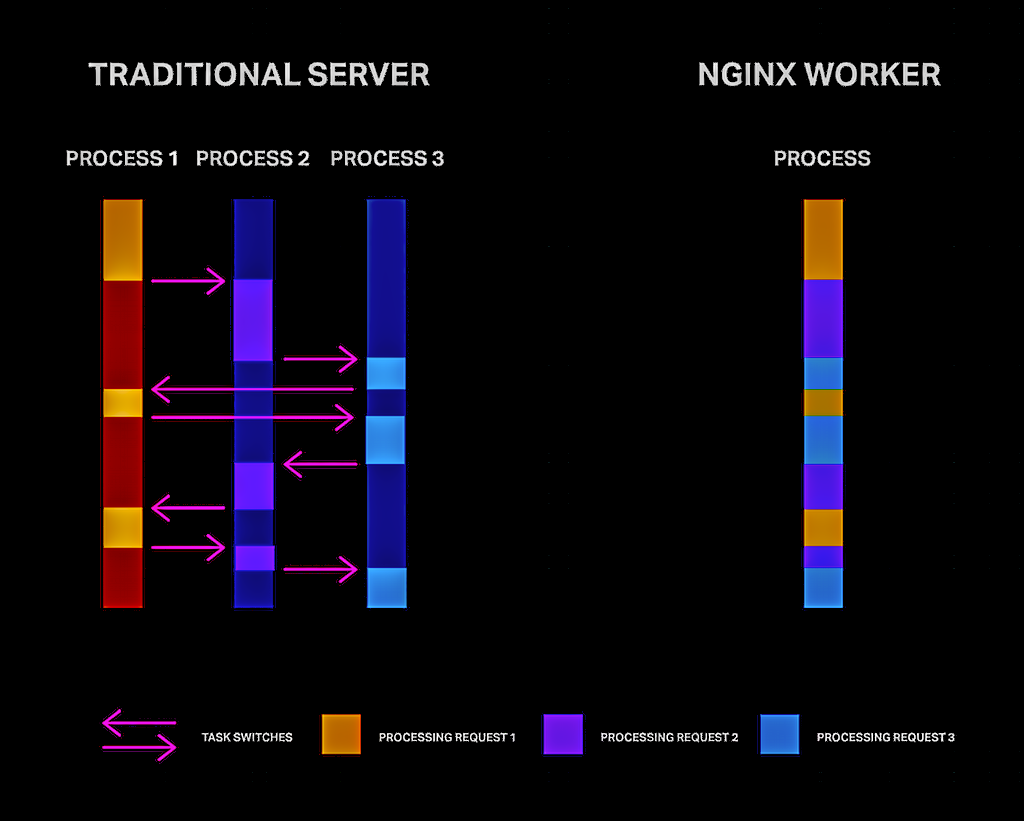 TRADITIONAL SERVER
NGINX WORKER
PROCESS 1
PROCESS 2
PROCESS 3
PROCESS
TASK SWITCHES
PROCESSING REQUEST 1
PROCESSING REQUEST 2
PROCESSING REQUEST 3